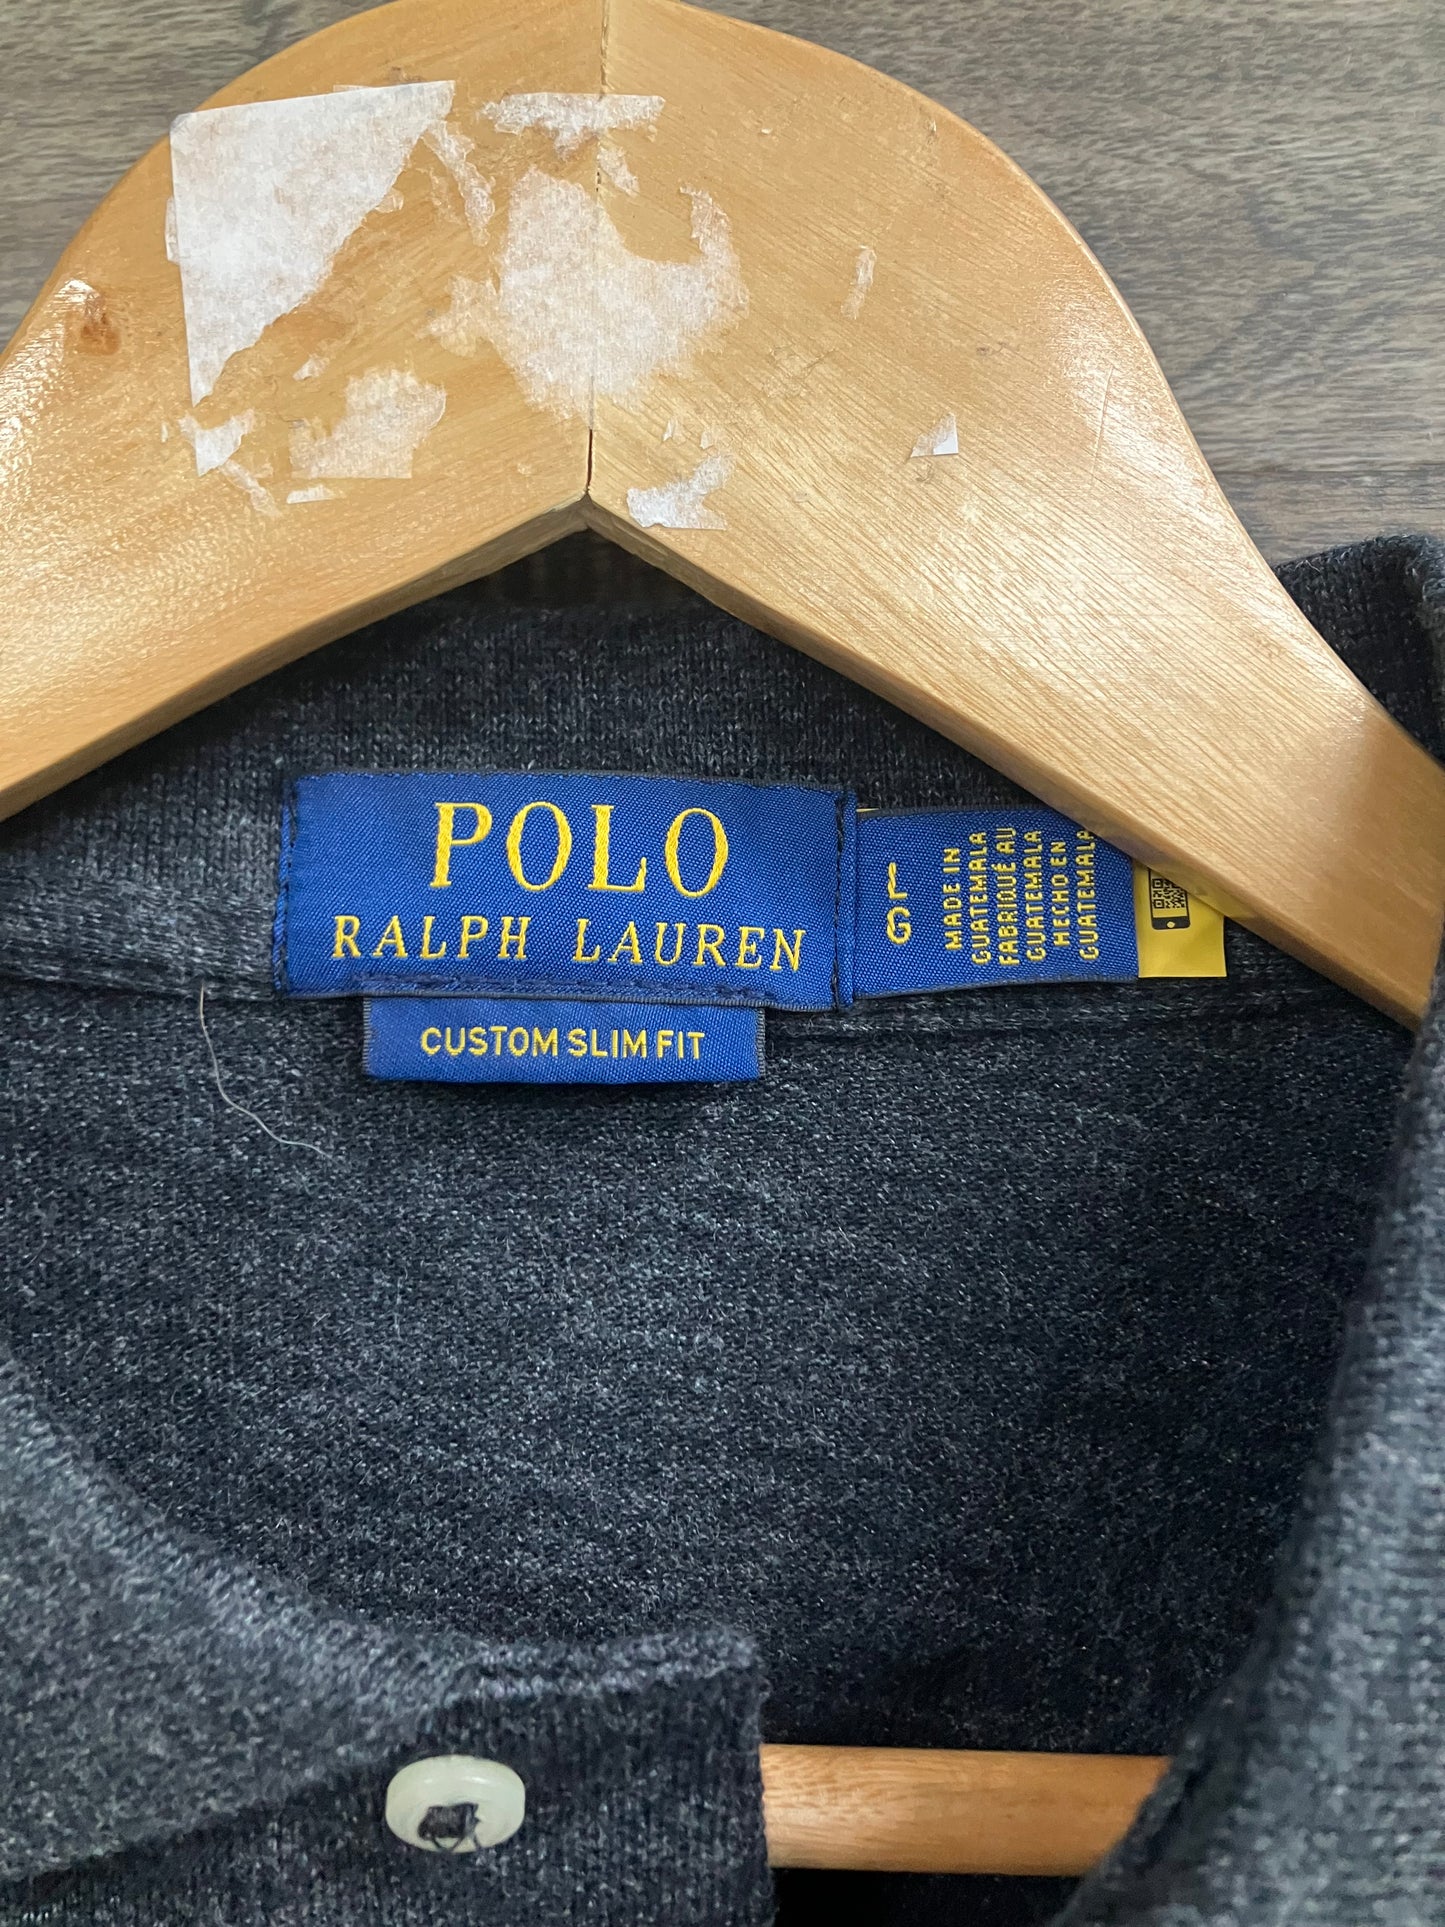 POLO
RALPH LAUREN
CUSTOM SLIM FIT
L
G
MADE IN
GUATEMALA
FABRIQUÉ AU
GUATEMALA
HECHO EN
GUATEMALA